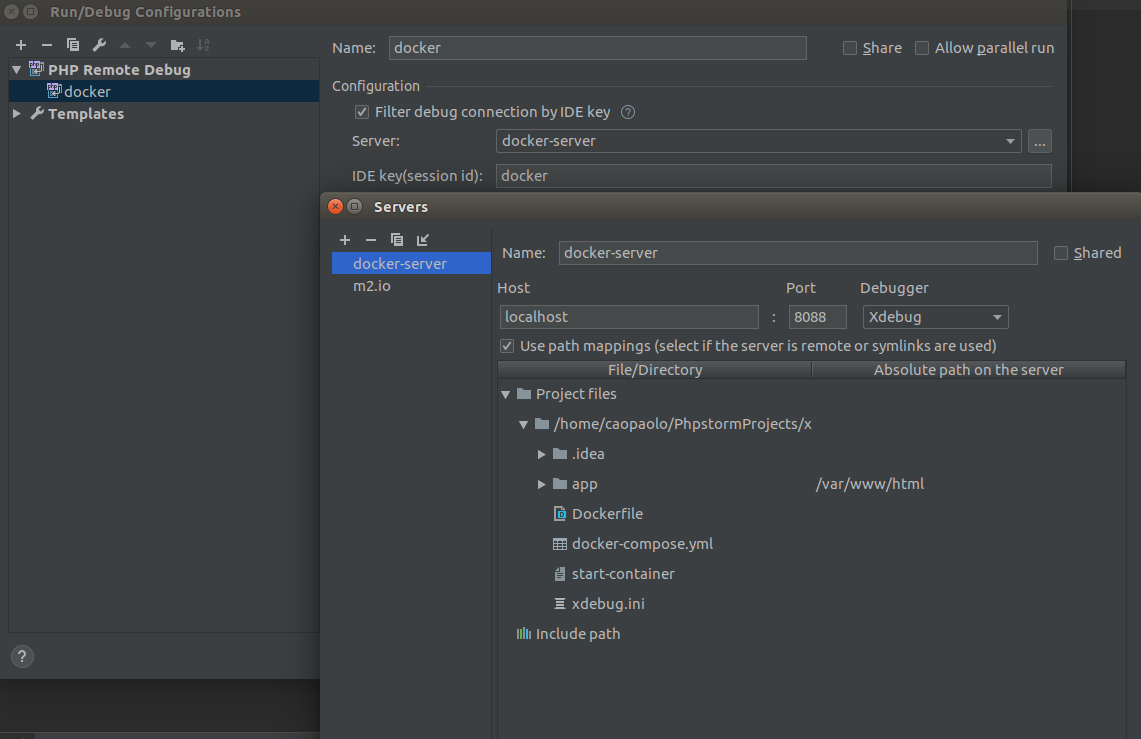 Run/Debug Configurations
Name: docker Share Allow parallel run
PHP Remote Debug
docker
Templates
Configuration
Filter debug connection by IDE key ?
Server: docker-server ...
IDE key(session id): docker
Servers
docker-server
m2.io
Name: docker-server Shared
Host Port Debugger
localhost : 8088 Xdebug
Use path mappings (select if the server is remote or symlinks are used)
File/Directory Absolute path on the server
Project files
/home/caopaolo/PhpstormProjects/x
.idea
app /var/www/html
Dockerfile
docker-compose.yml
start-container
xdebug.ini
Include path
?